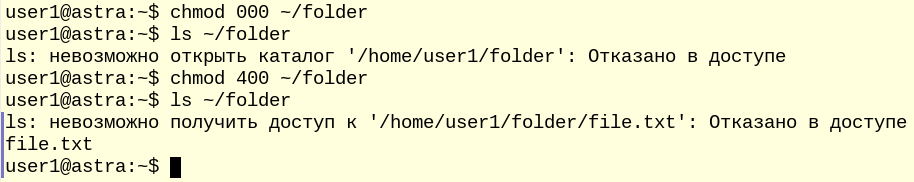 user1@astra:~$ chmod 000 ~/folder
user1@astra:~$ ls ~/folder
ls: невозможно открыть каталог '/home/user1/folder': Отказано в доступе
user1@astra:~$ chmod 400 ~/folder
user1@astra:~$ ls ~/folder
ls: невозможно получить доступ к '/home/user1/folder/file.txt': Отказано в доступе
file.txt
user1@astra:~$